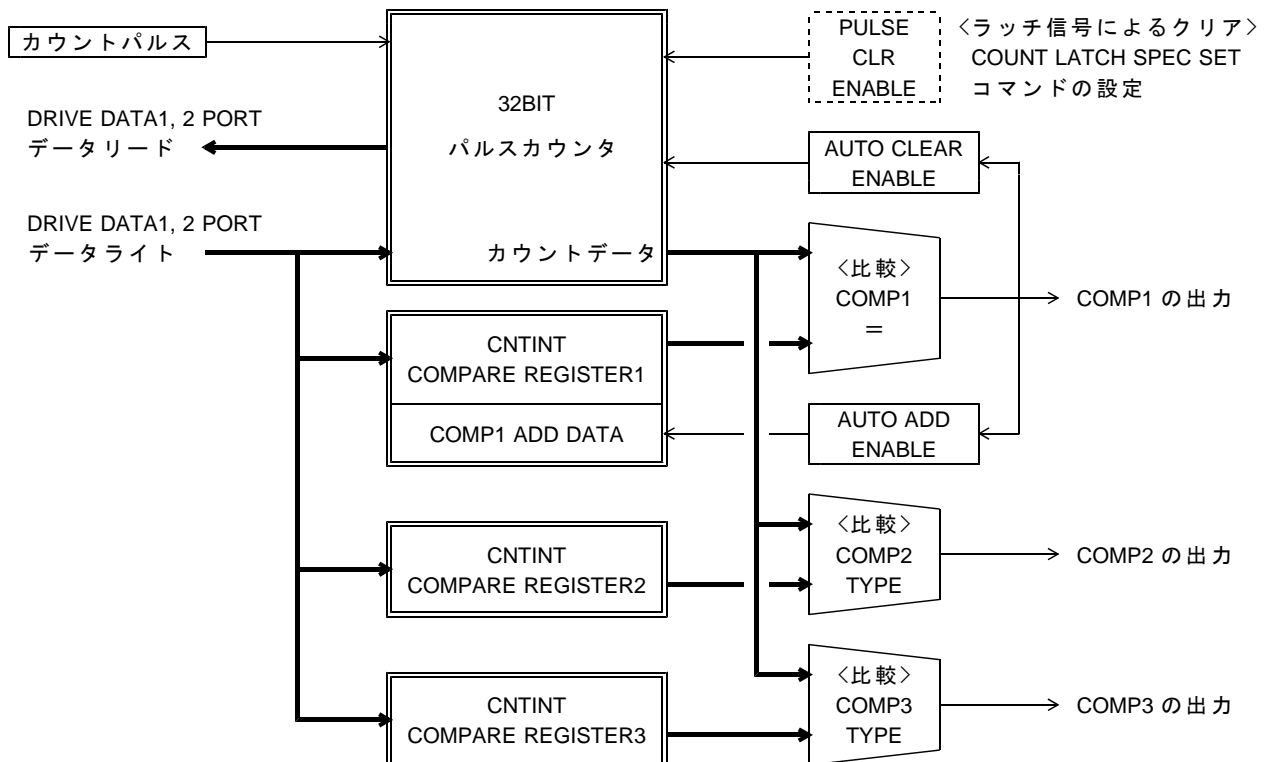 カウントパルス
DRIVE DATA1, 2 PORT
データリード
DRIVE DATA1, 2 PORT
データライト
32BIT
パルスカウンタ
カウントデータ
PULSE
CLR
ENABLE
<ラッチ信号によるクリア>
COUNT LATCH SPEC SET
コマンドの設定
AUTO CLEAR
ENABLE
<比較>
COMP1
=
COMP1 の出力
CNTINT
COMPARE REGISTER1
COMP1 ADD DATA
AUTO ADD
ENABLE
CNTINT
COMPARE REGISTER2
<比較>
COMP2
TYPE
COMP2 の出力
CNTINT
COMPARE REGISTER3
<比較>
COMP3
TYPE
COMP3 の出力